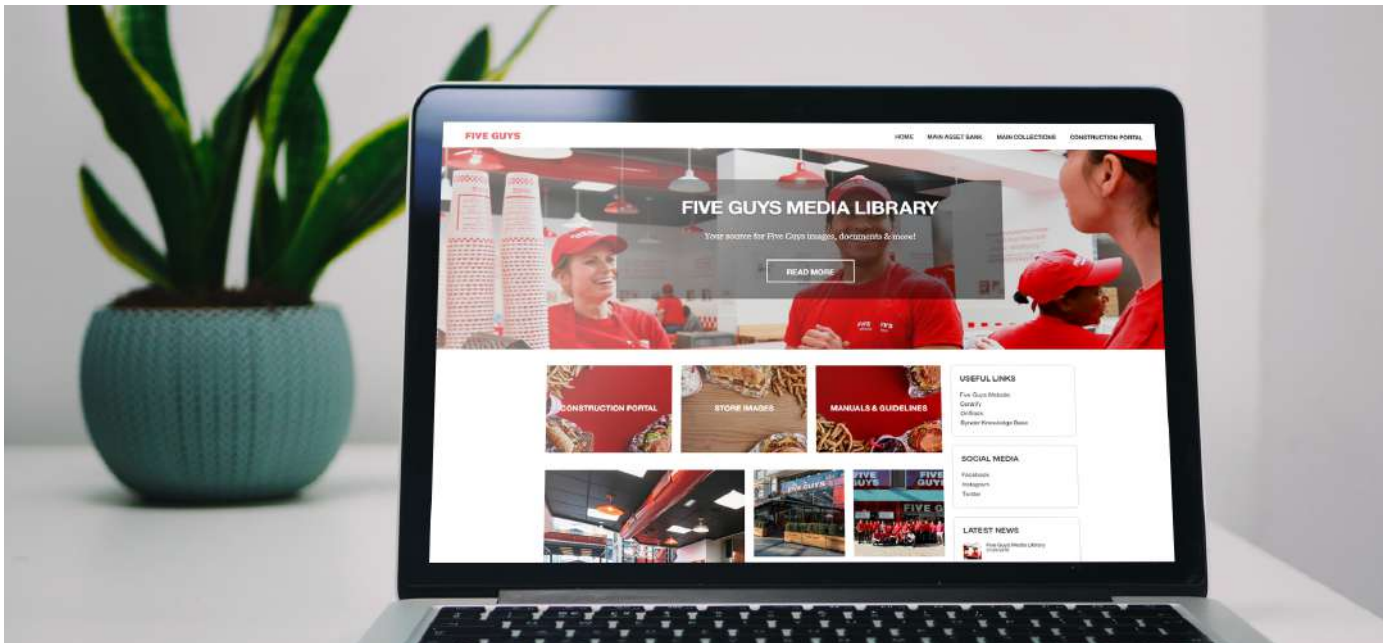 FIVE GUYS
HOME MAIN ASSET BANK MAIN COLLECTIONS CONSTRUCTION PORTAL
FIVE GUYS MEDIA LIBRARY
Your source for Five Guys images, documents & more!
READ MORE
CONSTRUCTION PORTAL
STORE IMAGES
MANUALS & GUIDELINES
USEFUL LINKS
Five Guys Website
Bynder Knowledge Base
SOCIAL MEDIA
Facebook
Instagram
Twitter
FIVE GUYS
FIVE GUYS
FIVE GUYS
FIVE G
LATEST NEWS
Five Guys Media Library